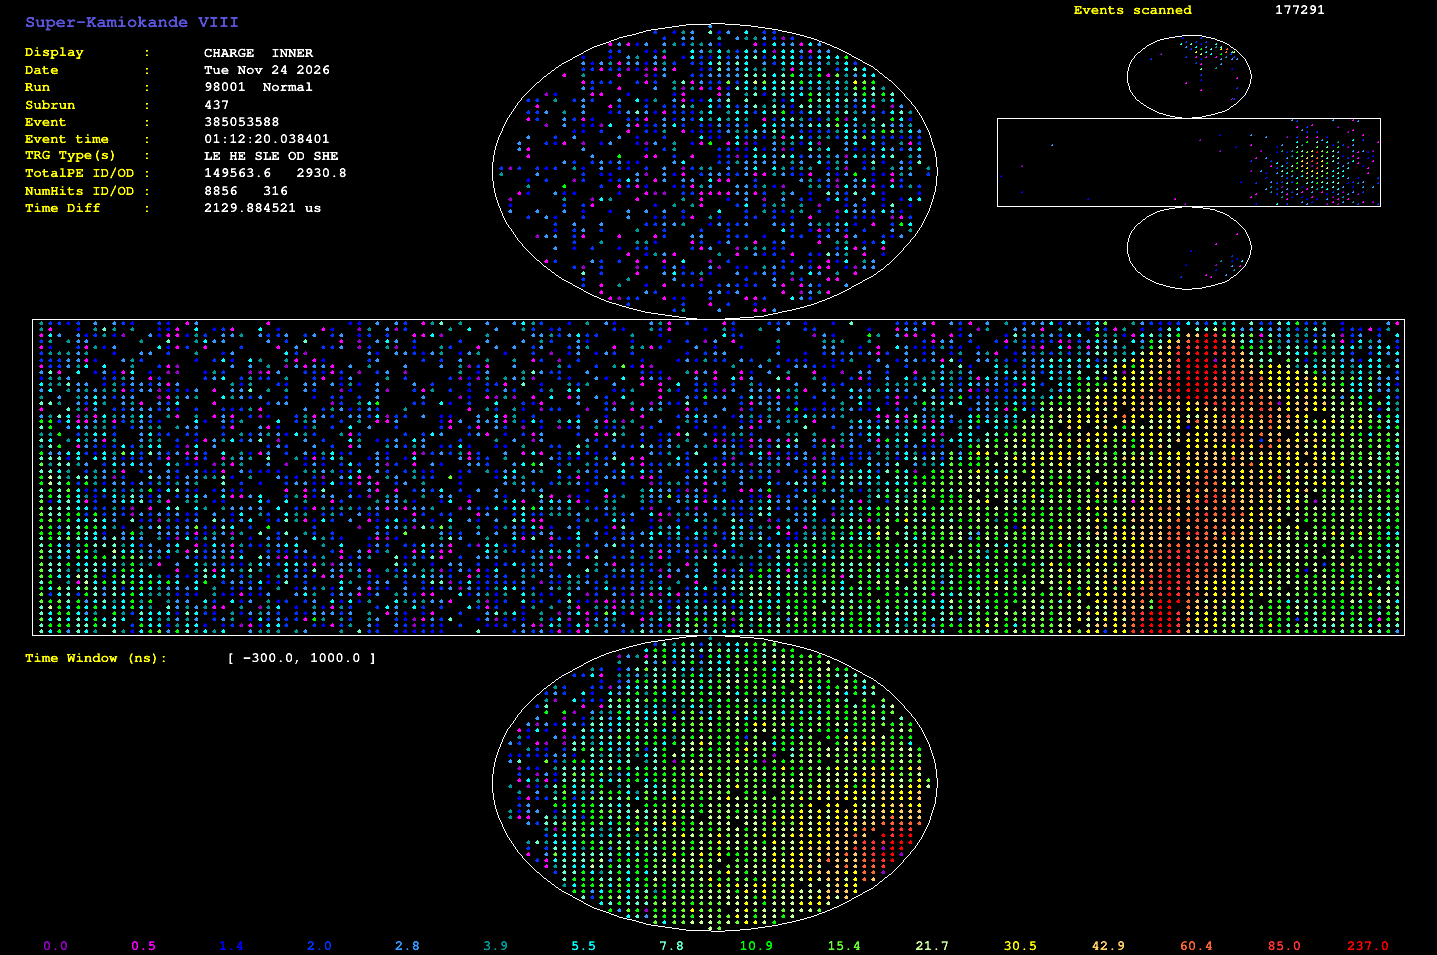 Super-Kamiokande VIII
Events scanned 177291
Display : CHARGE INNER
Date : Tue Nov 24 2026
Run : 98001 Normal
Subrun : 437
Event : 385053588
Event time : 01:12:20.038401
TRG Type(s) : LE HE SLE OD SHE
TotalPE ID/OD : 149563.6 2930.8
NumHits ID/OD : 8856 316
Time Diff : 2129.884521 us
Time Window (ns): [ -300.0, 1000.0 ]
0.0 0.5 1.4 2.0 2.8 3.9 5.5 7.8 10.9 15.4 21.7 30.5 42.9 60.4 85.0 237.0